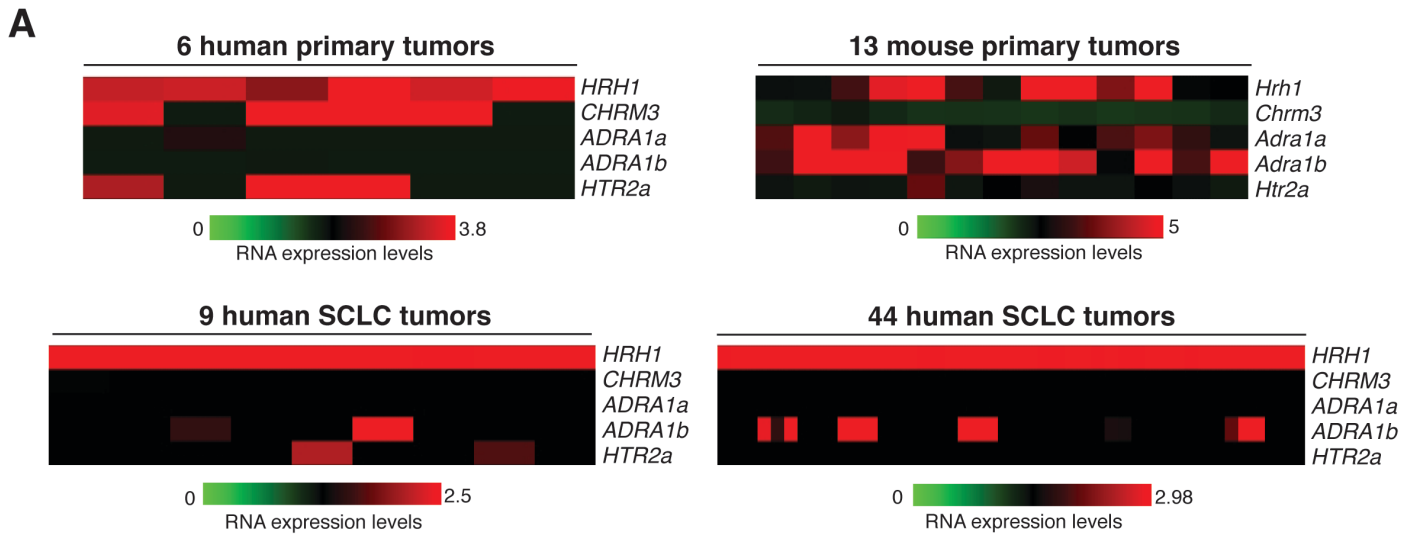 A
6 human primary tumors
HRH1
CHRM3
ADRA1a
ADRA1b
HTR2a
0 3.8
RNA expression levels
13 mouse primary tumors
Hrh1
Chrm3
Adra1a
Adra1b
Htr2a
0 5
RNA expression levels
9 human SCLC tumors
HRH1
CHRM3
ADRA1a
ADRA1b
HTR2a
0 2.5
RNA expression levels
44 human SCLC tumors
HRH1
CHRM3
ADRA1a
ADRA1b
HTR2a
0 2.98
RNA expression levels